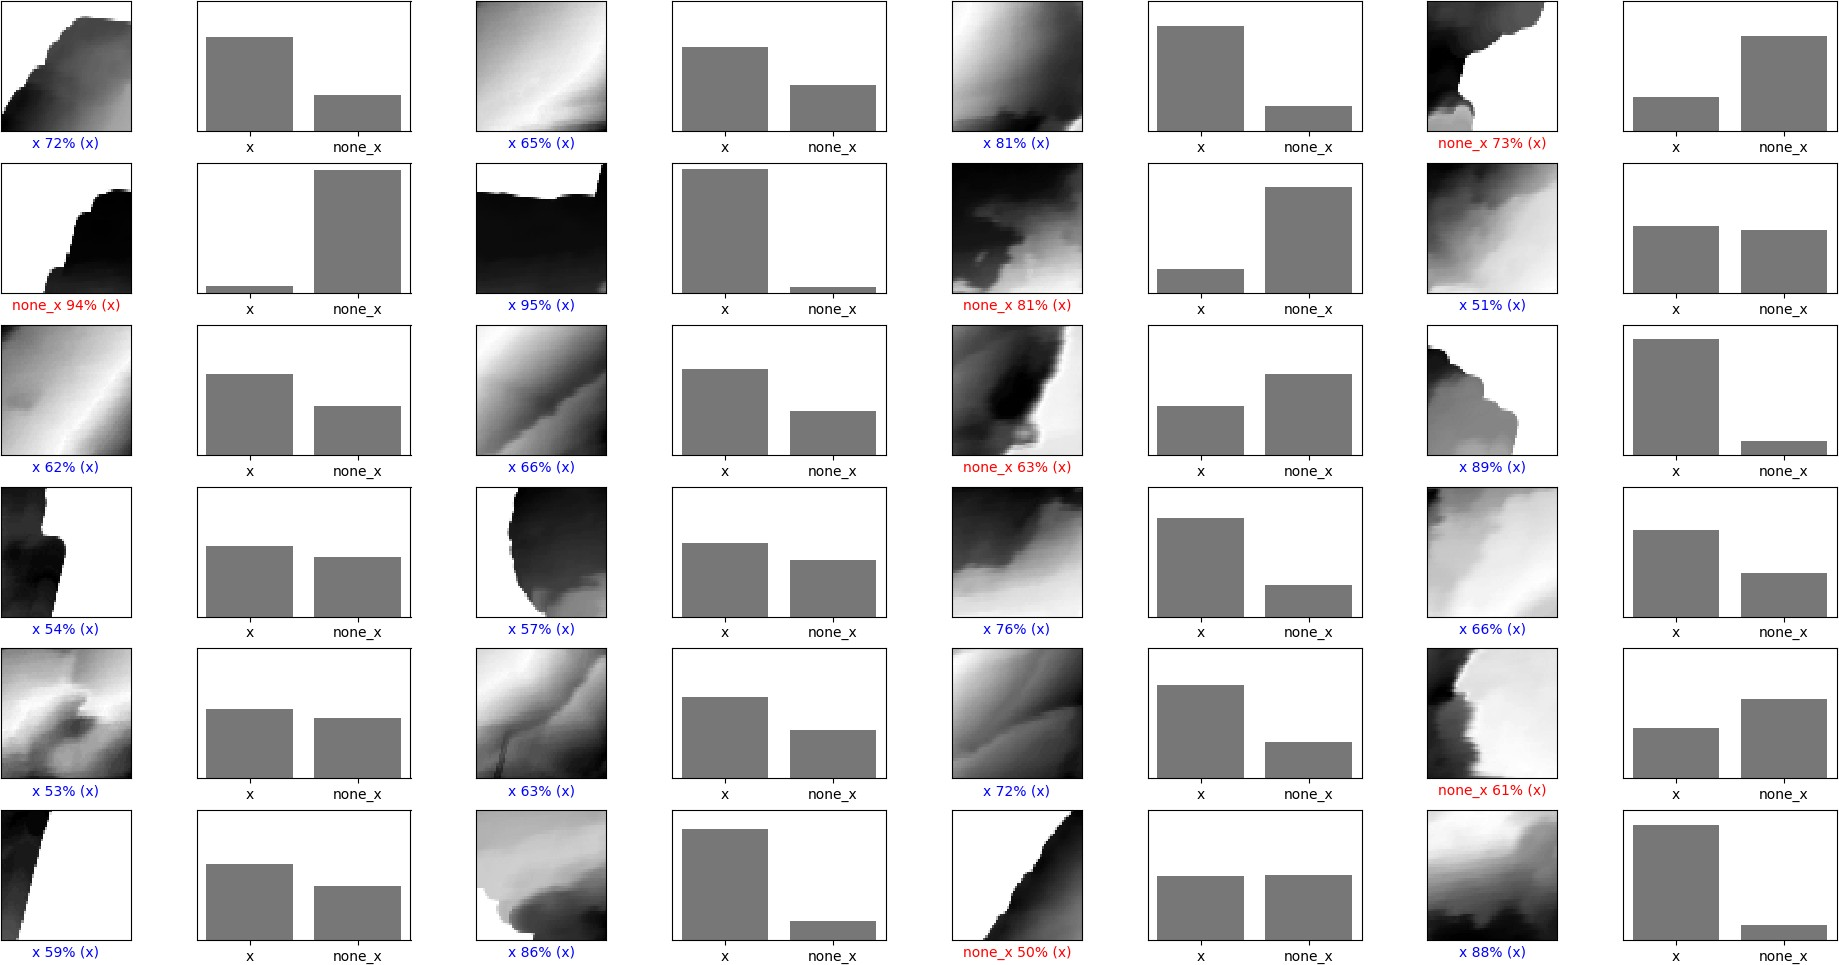 x 72% (x) x none_x x 65% (x) x none_x x 81% (x) x none_x none_x 73% (x) x none_x
none_x 94% (x) x none_x x 95% (x) x none_x none_x 81% (x) x none_x x 51% (x) x none_x
x 62% (x) x none_x x 66% (x) x none_x none_x 63% (x) x none_x x 89% (x) x none_x
x 54% (x) x none_x x 57% (x) x none_x x 76% (x) x none_x x 66% (x) x none_x
x 53% (x) x none_x x 63% (x) x none_x x 72% (x) x none_x none_x 61% (x) x none_x
x 59% (x) x none_x x 86% (x) x none_x none_x 50% (x) x none_x x 88% (x) x none_x